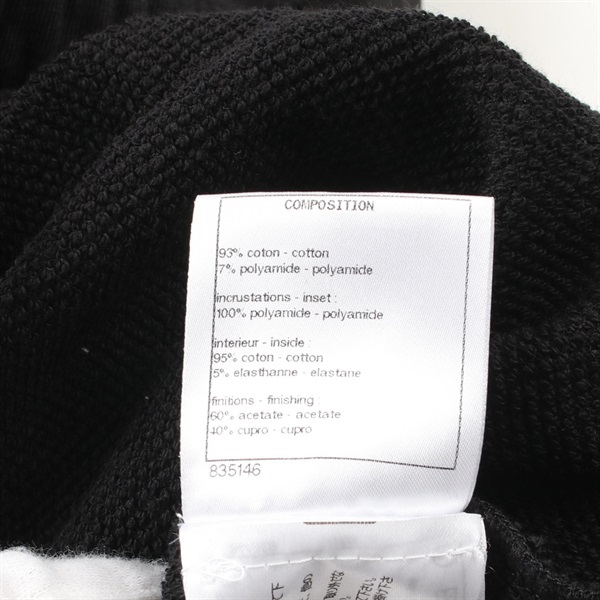 COMPOSITION
93% coton - cotton
7% polyamide - polyamide
incrustations - inset :
100% polyamide - polyamide
interieur - inside :
95% coton - cotton
5% elasthanne - elastane
finitions - finishing :
60% acetate - acetate
40% cupro - cupro
835146